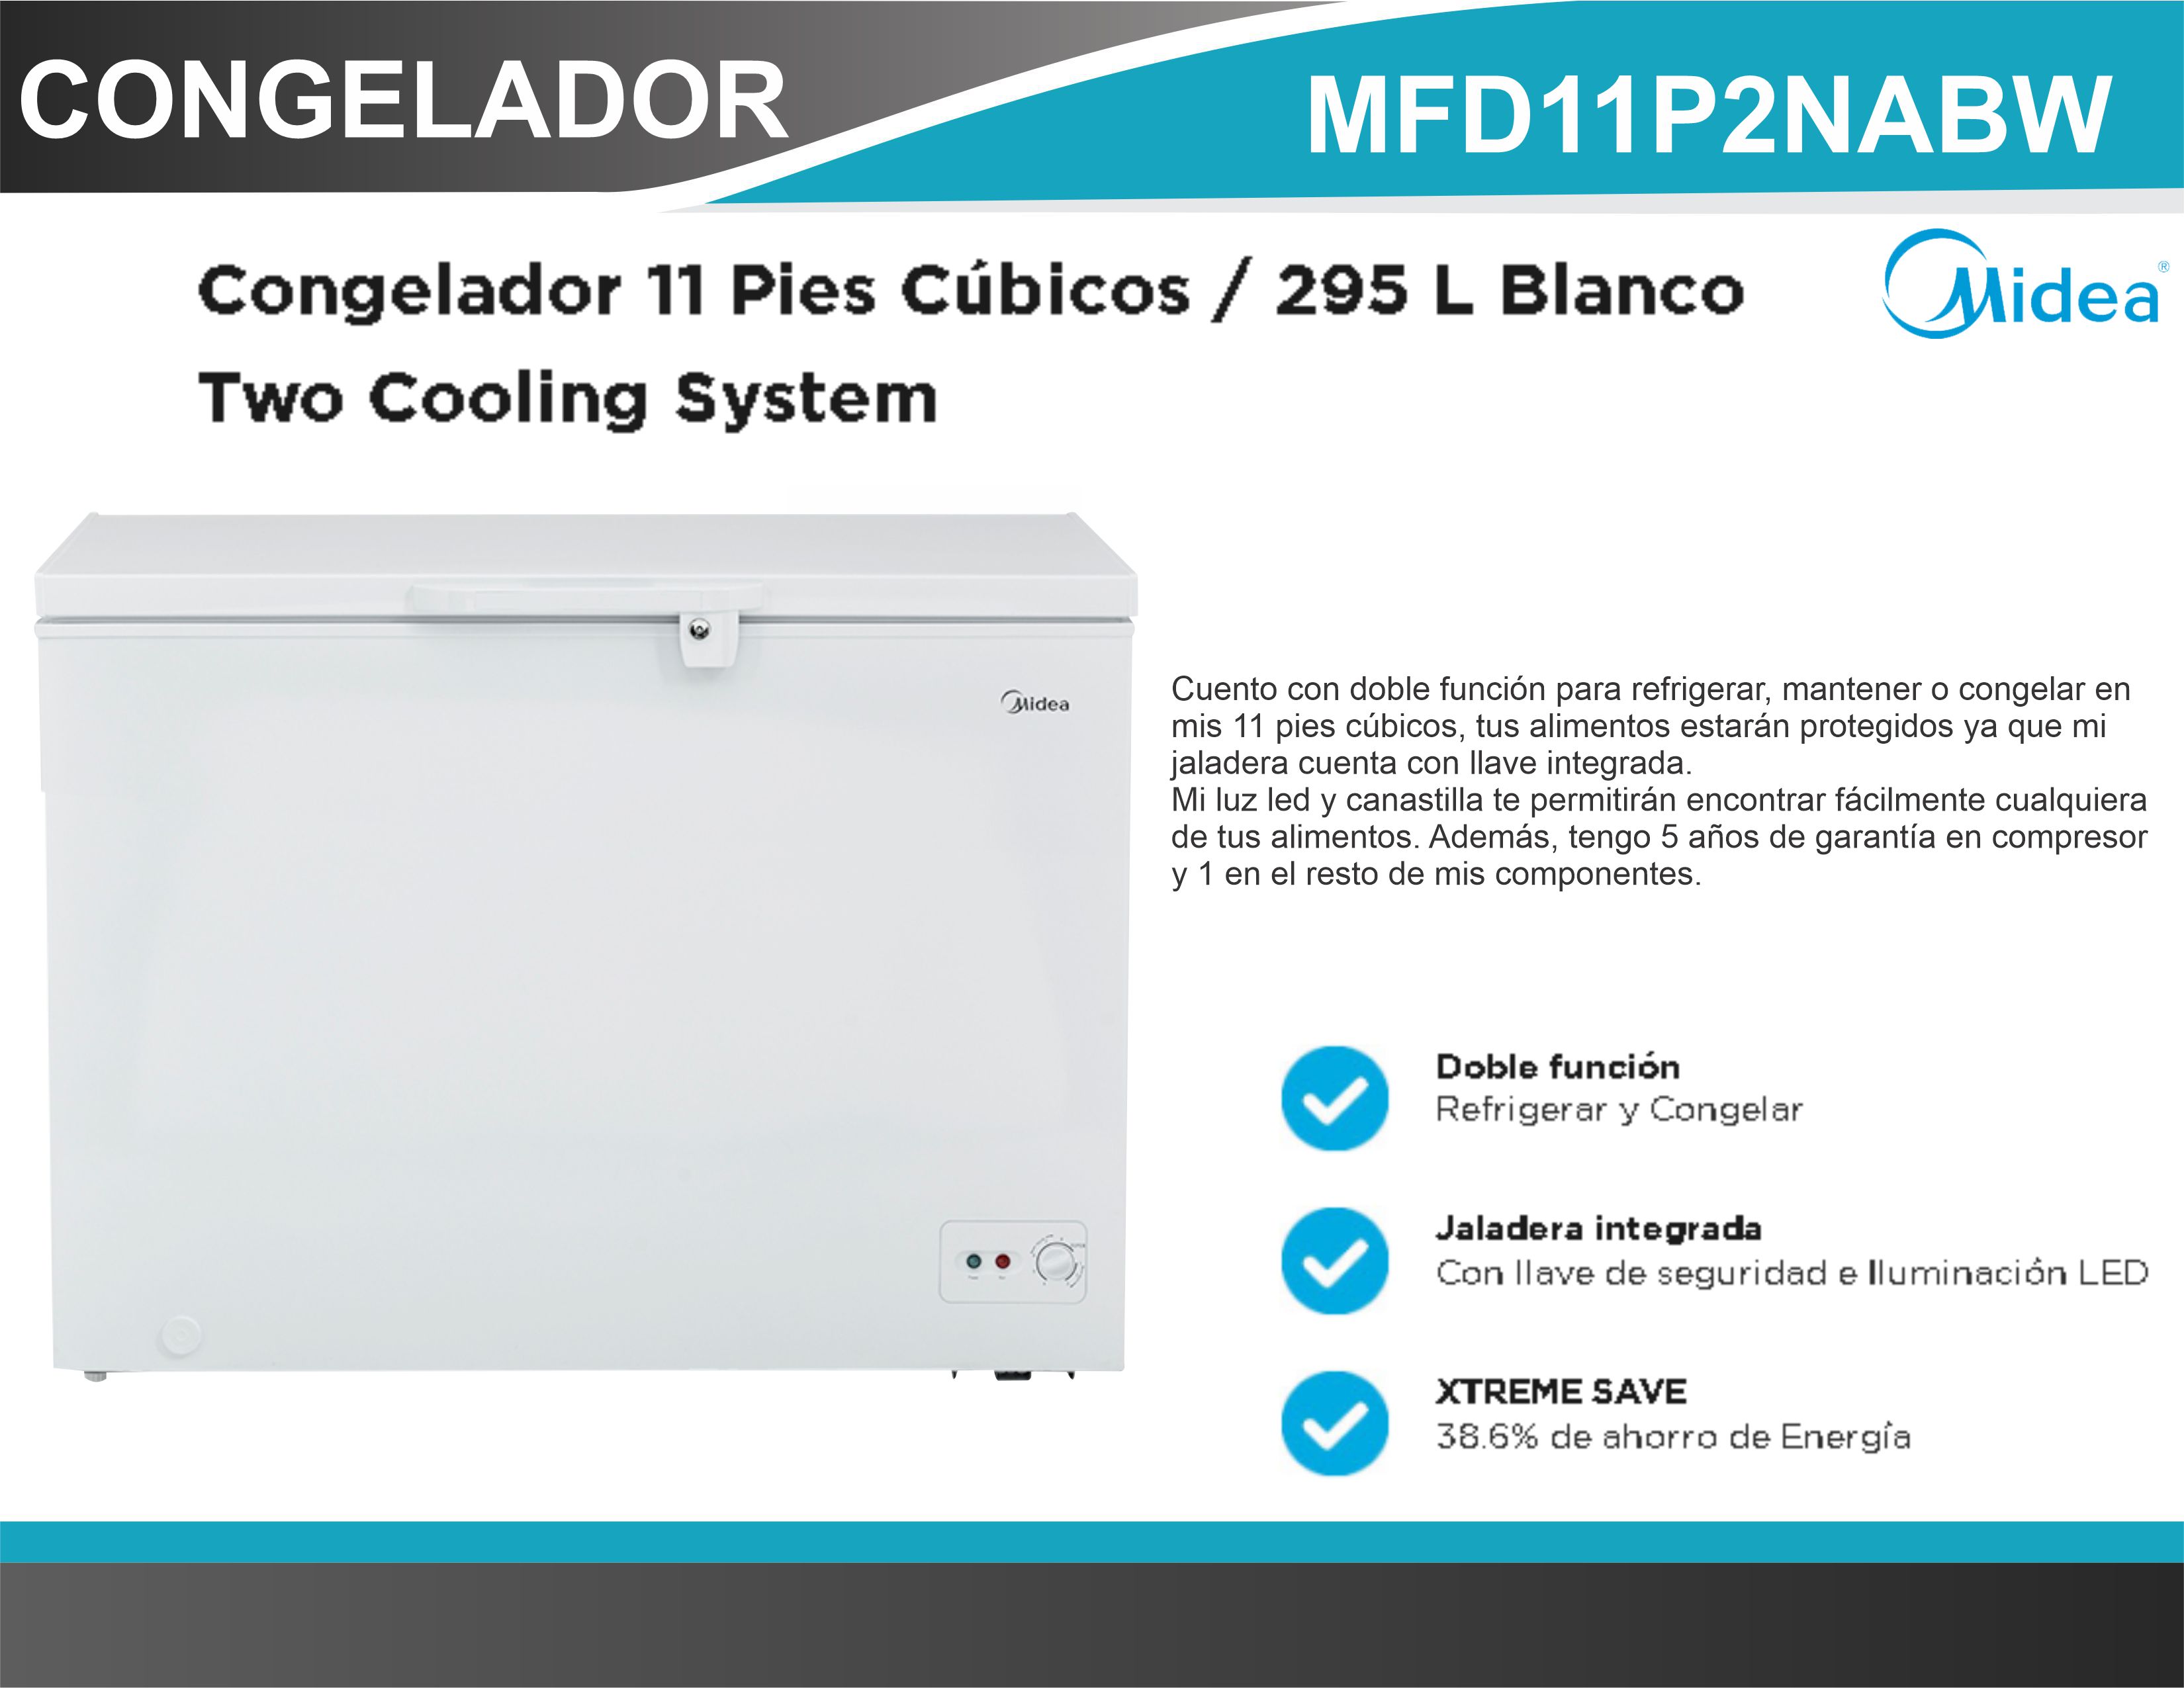 CONGELADOR
MFD11P2NABW
Congelador 11 Pies Cúbicos / 295 L Blanco
Midea®
Two Cooling System
Midea
Cuento con doble función para refrigerar, mantener o congelar en
mis 11 pies cúbicos, tus alimentos estarán protegidos ya que mi
jaladera cuenta con llave integrada.
Mi luz led y canastilla te permitirán encontrar fácilmente cualquiera
de tus alimentos. Además, tengo 5 años de garantía en compresor
y 1 en el resto de mis componentes.
Doble función
Refrigerar y Congelar
Jaladera integrada
Con llave de seguridad e Iluminación LED
XTREME SAVE
38.6% de ahorro de Energía